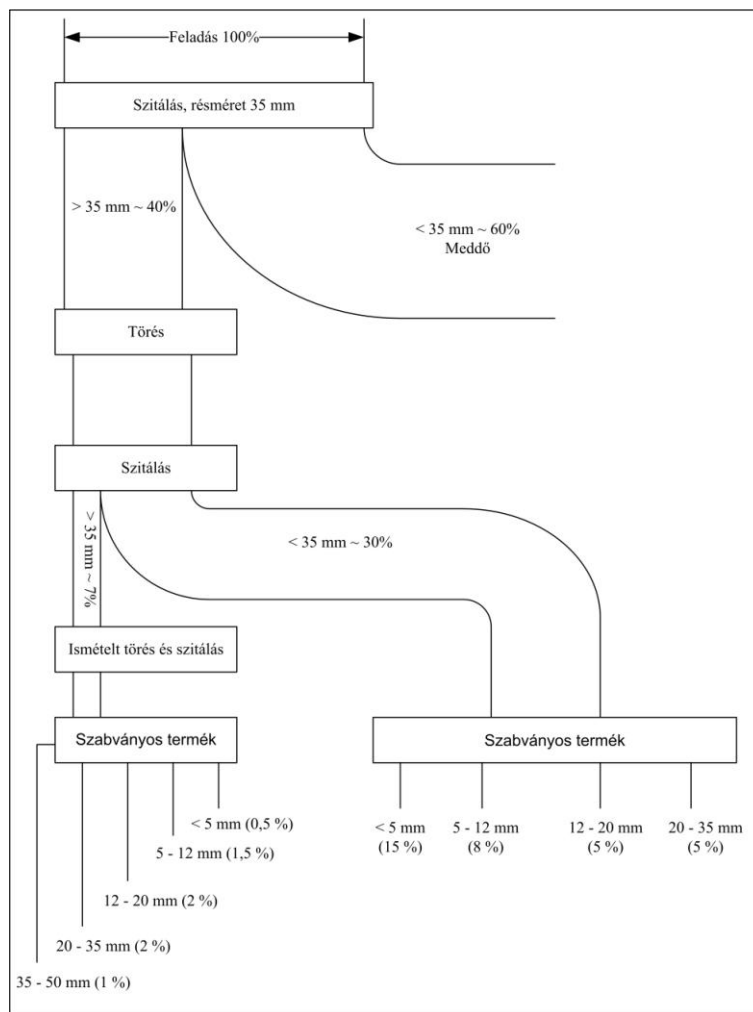 Feladás 100%
Szitálás, résméret 35 mm
> 35 mm ~ 40%
< 35 mm ~ 60%
Meddő
Törés
Szitálás
> 35 mm ~ 7%
< 35 mm ~ 30%
Ismételt törés és szitálás
Szabványos termék
Szabványos termék
< 5 mm (0,5 %)
5 - 12 mm (1,5 %)
12 - 20 mm (2 %)
20 - 35 mm (2 %)
35 - 50 mm (1 %)
< 5 mm
(15 %)
5 - 12 mm
(8 %)
12 - 20 mm
(5 %)
20 - 35 mm
(5 %)